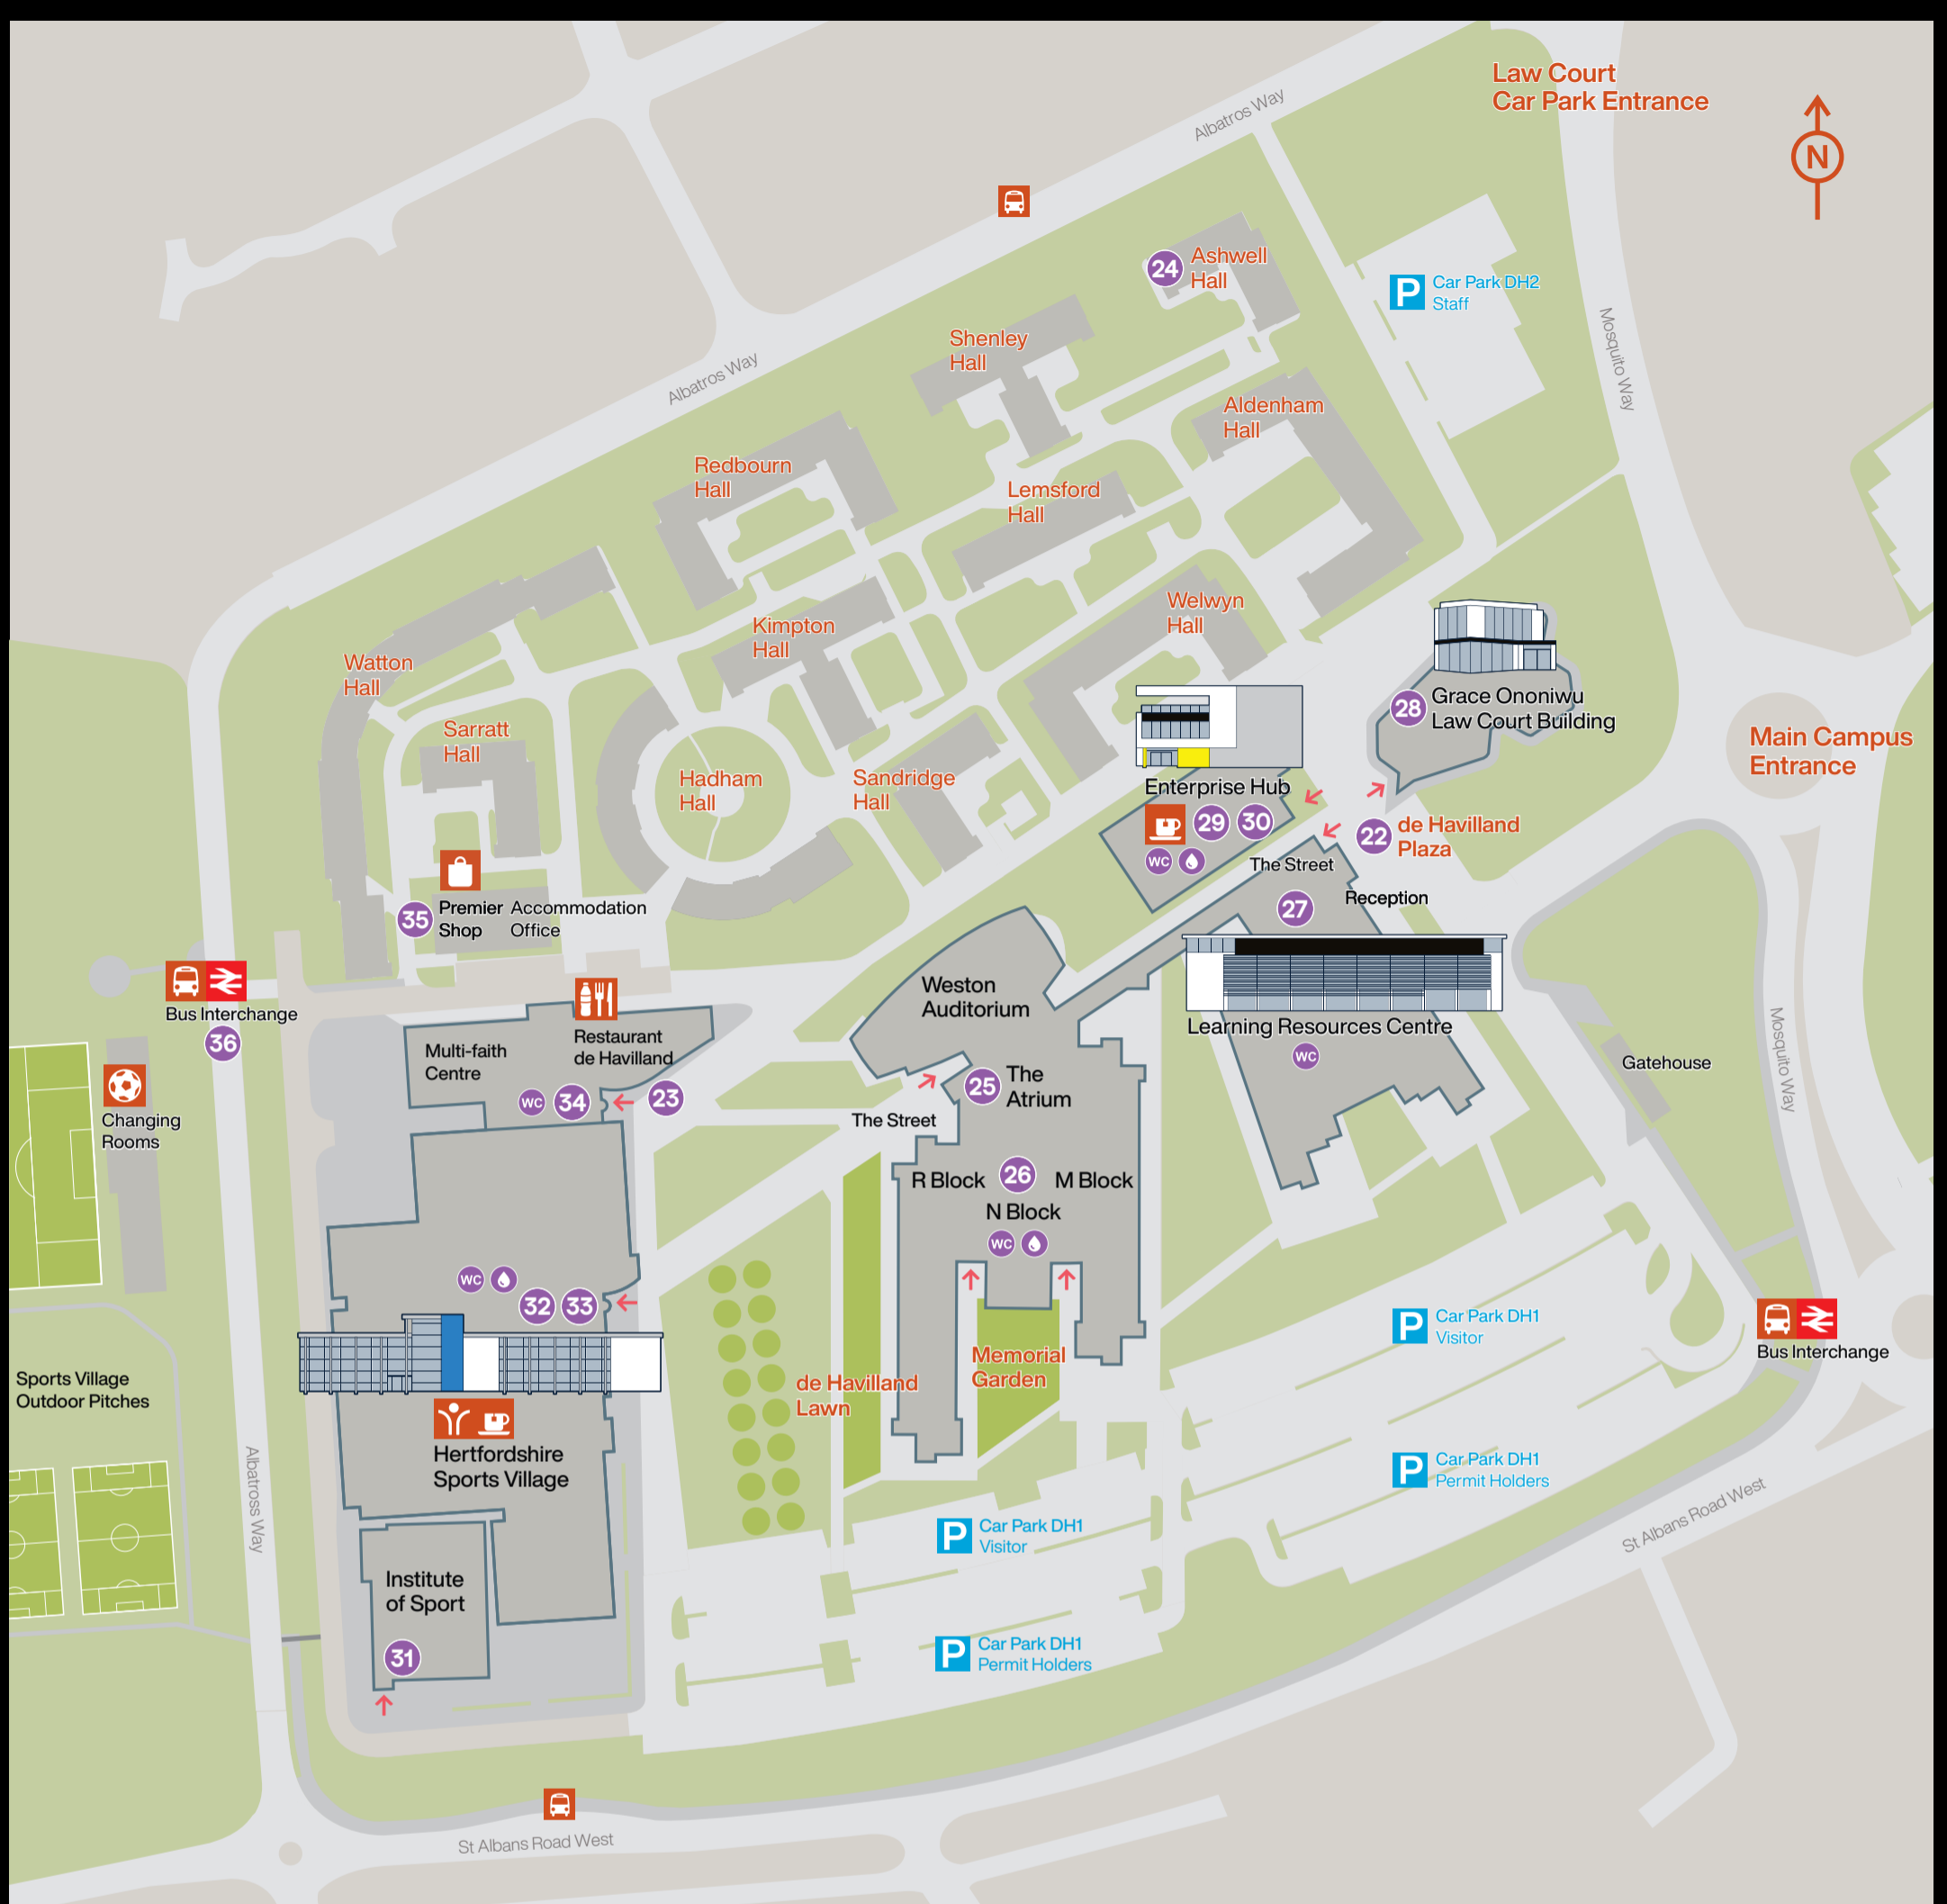 Law Court
Car Park Entrance
N
Albatros Way
24
Ashwell
Hall
P
Car Park DH2
Staff
Shenley
Hall
Mosquito Way
Albatros Way
Aldenham
Hall
Redbourn
Hall
Lemsford
Hall
Welwyn
Hall
Kimpton
Hall
Watton
Hall
28
Grace Ononiwu
Law Court Building
Sarratt
Hall
Main Campus
Entrance
Hadham
Hall
Sandridge
Hall
Enterprise Hub
29
30
WC
22
de Havilland
Plaza
The Street
Reception
27
35
Premier
Shop
Accommodation
Office
Weston
Auditorium
Bus Interchange
36
Learning Resources Centre
WC
Restaurant
de Havilland
Multi-faith
Centre
WC
34
23
Gatehouse
Mosquito Way
25
The
Atrium
The Street
Changing
Rooms
R Block
26
M Block
N Block
WC
WC
32
33
P
Car Park DH1
Visitor
Bus Interchange
Memorial
Garden
de Havilland
Lawn
Sports Village
Outdoor Pitches
Hertfordshire
Sports Village
P
Car Park DH1
Permit Holders
Albatross Way
St Albans Road West
P
Car Park DH1
Visitor
Institute
of Sport
31
P
Car Park DH1
Permit Holders
St Albans Road West